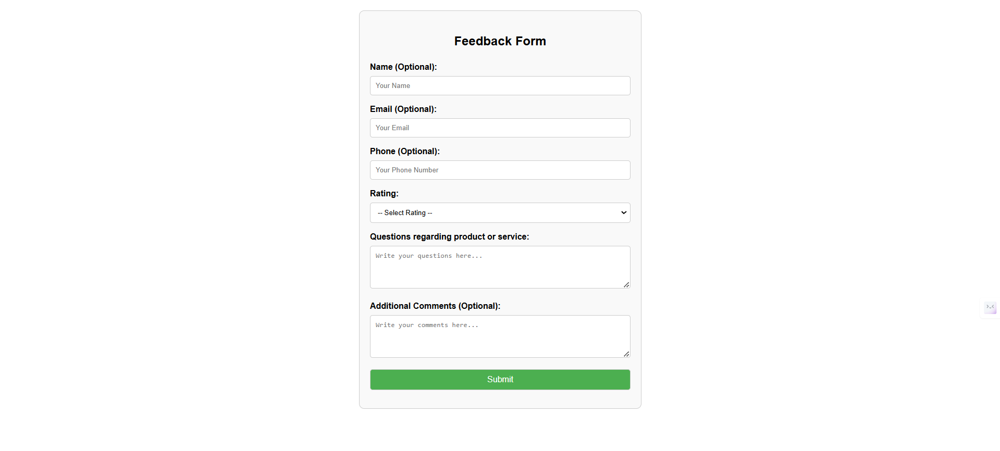 Feedback Form
Name (Optional):
Your Name
Email (Optional):
Your Email
Phone (Optional):
Your Phone Number
Rating:
-- Select Rating --
Questions regarding product or service:
Write your questions here...
Additional Comments (Optional):
Write your comments here...
Submit